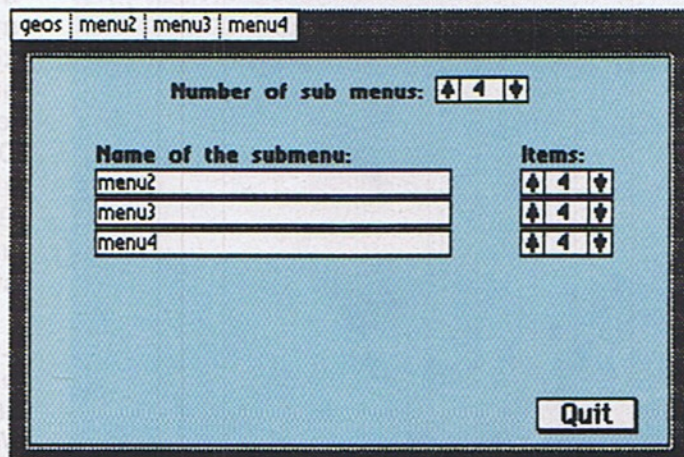 geos menu2 menu3 menu4
Number of sub menus: 4
Name of the submenu: Items:
menu2 4
menu3 4
menu4 4
Quit